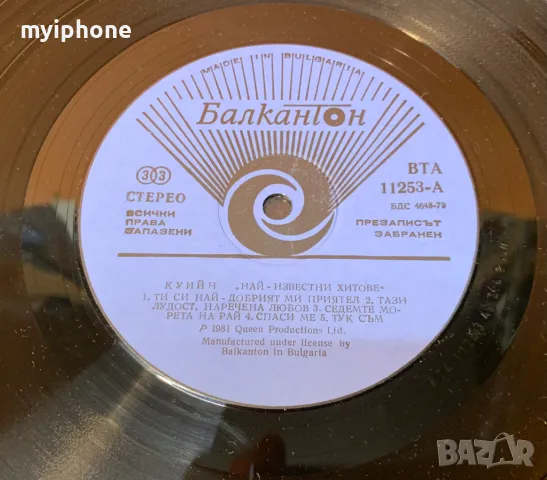 myiphone
MADE IN BULGARIA
Балкантон
33
СТЕРЕО
ВСИЧКИ
ПРАВА
ЗАПАЗЕНИ
ВТА
11253-А
БДС 4648-79
ПРЕЗАПИСЪТ
ЗАБРАНЕН
КУИЙН „НАЙ-ИЗВЕСТНИ ХИТОВЕ"
1. ТИ СИ НАЙ-ДОБРИЯТ МИ ПРИЯТЕЛ 2. ТАЗИ
ЛУДОСТ, НАРЕЧЕНА ЛЮБОВ 3. СЕДЕМТЕ МО-
РЕТА НА РАЙ 4. СПАСИ МЕ 5. ТУК СЪМ
℗ 1981 Queen Productions Ltd.
Manufactured under license by
Balkanton in Bulgaria
BAZAR.bg